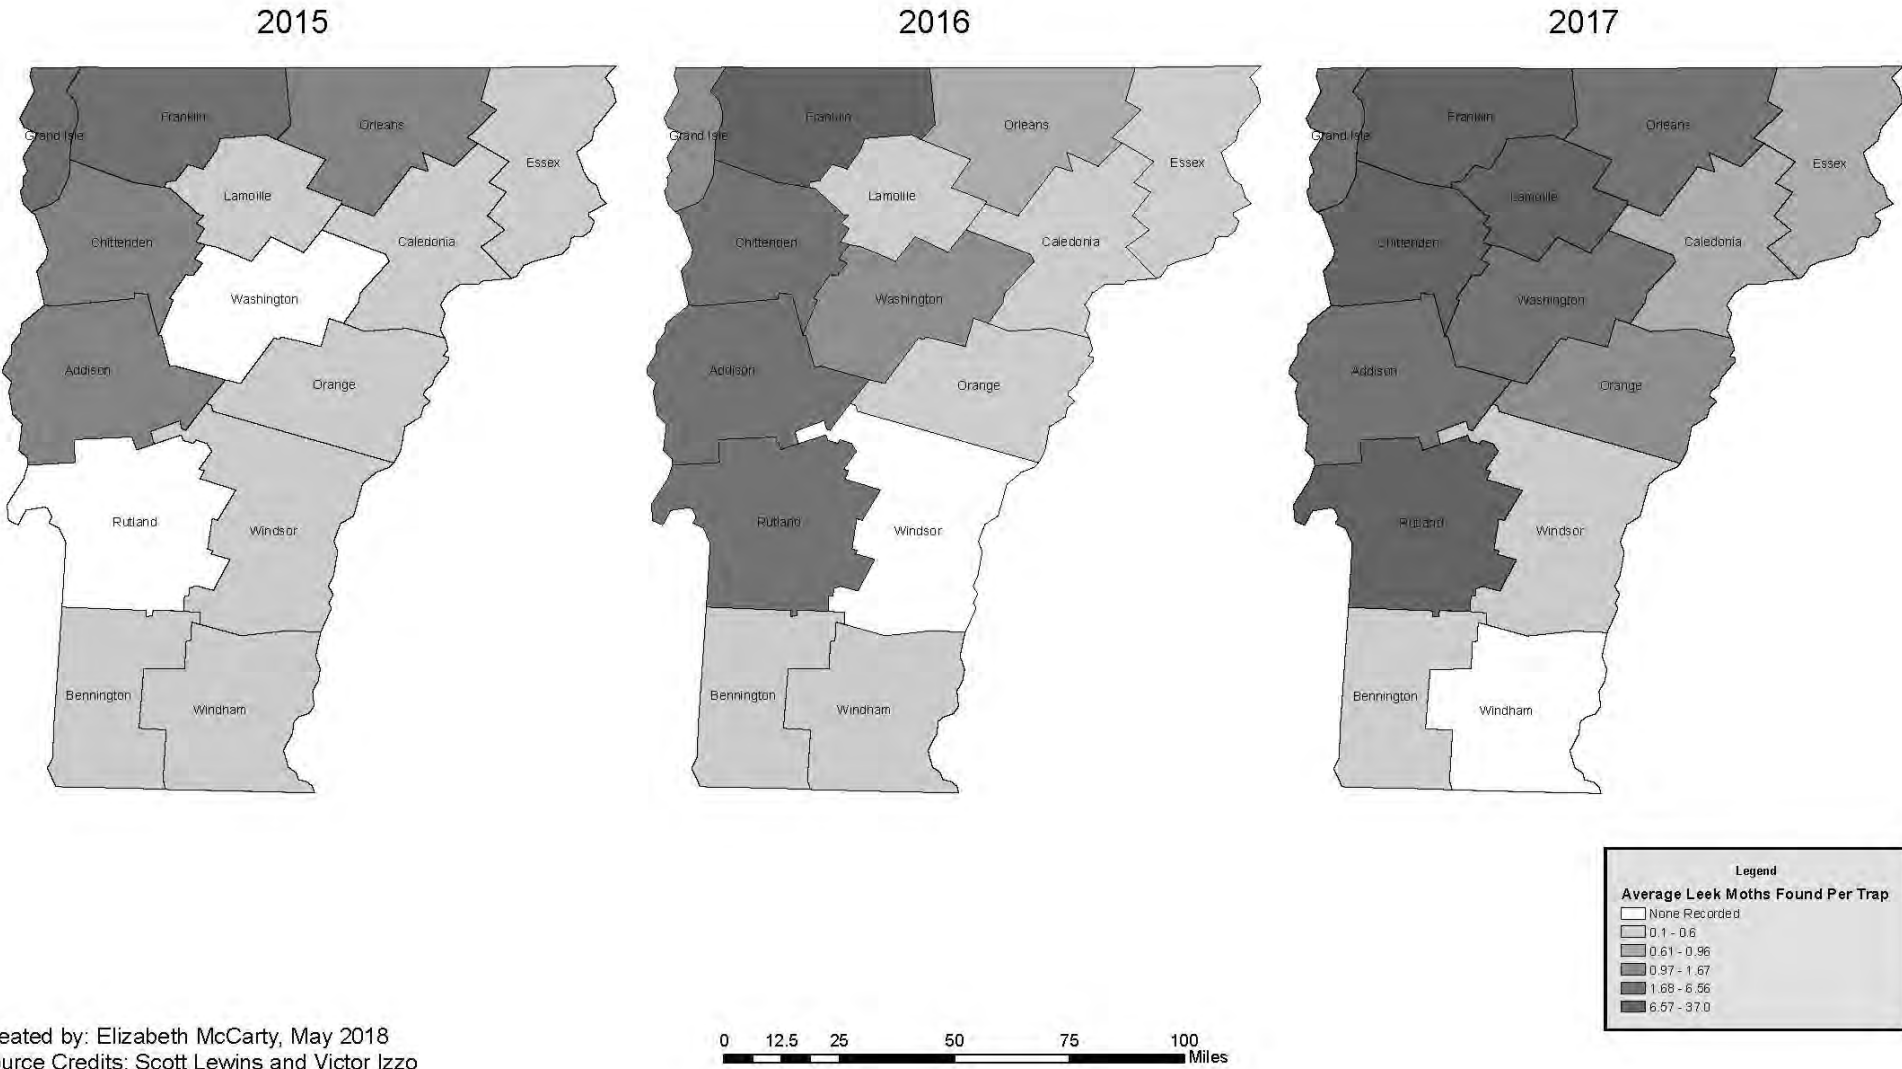 2015
2016
2017
Grand Isle
Franklin
Orleans
Essex
Lamoille
Chittenden
Caledonia
Washington
Addison
Orange
Rutland
Windsor
Bennington
Windham
Grand Isle
Franklin
Orleans
Essex
Lamoille
Chittenden
Caledonia
Washington
Addison
Orange
Rutland
Windsor
Bennington
Windham
Grand Isle
Franklin
Orleans
Essex
Lamoille
Chittenden
Caledonia
Washington
Addison
Orange
Rutland
Windsor
Bennington
Windham
Legend
Average Leek Moths Found Per Trap
None Recorded
0.1 - 0.6
0.61 - 0.96
0.97 - 1.67
1.68 - 6.56
6.57 - 37.0
eated by: Elizabeth McCarty, May 2018
urce Credits: Scott Lewins and Victor Izzo
0 12.5 25 50 75 100
Miles